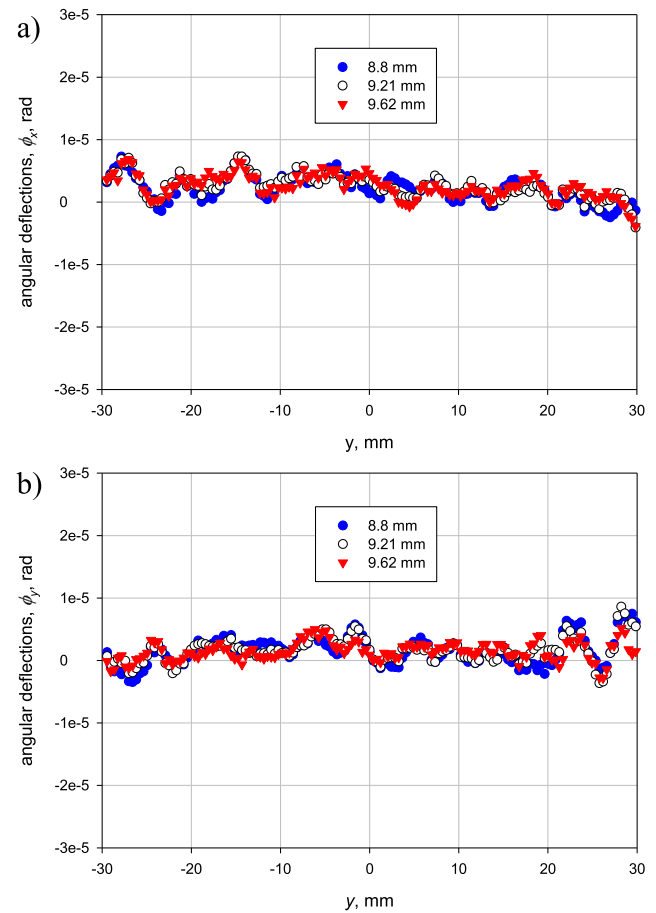 a)
3e-5
2e-5
1e-5
0
-1e-5
-2e-5
-3e-5
angular deflections, ϕx, rad
8.8 mm
9.21 mm
9.62 mm
-30 -20 -10 0 10 20 30
y, mm
b)
3e-5
2e-5
1e-5
0
-1e-5
-2e-5
-3e-5
angular deflections, ϕy, rad
8.8 mm
9.21 mm
9.62 mm
-30 -20 -10 0 10 20 30
y, mm